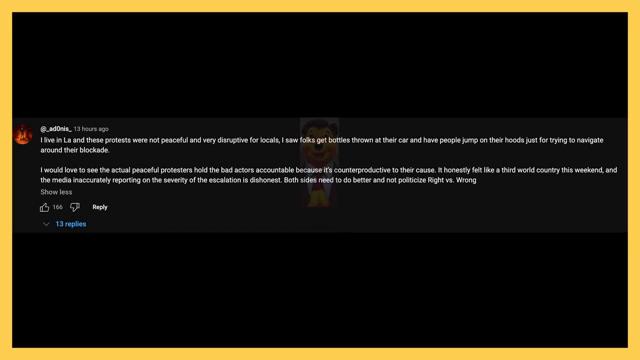 @_ad0nis_ 13 hours ago
I live in La and these protests were not peaceful and very disruptive for locals, I saw folks get bottles thrown at their car and have people jump on their hoods just for trying to navigate
around their blockade.
I would love to see the actual peaceful protesters hold the bad actors accountable because it's counterproductive to their cause. It honestly felt like a third world country this weekend, and
the media inaccurately reporting on the severity of the escalation is dishonest. Both sides need to do better and not politicize Right vs. Wrong
Show less
166 Reply
13 replies